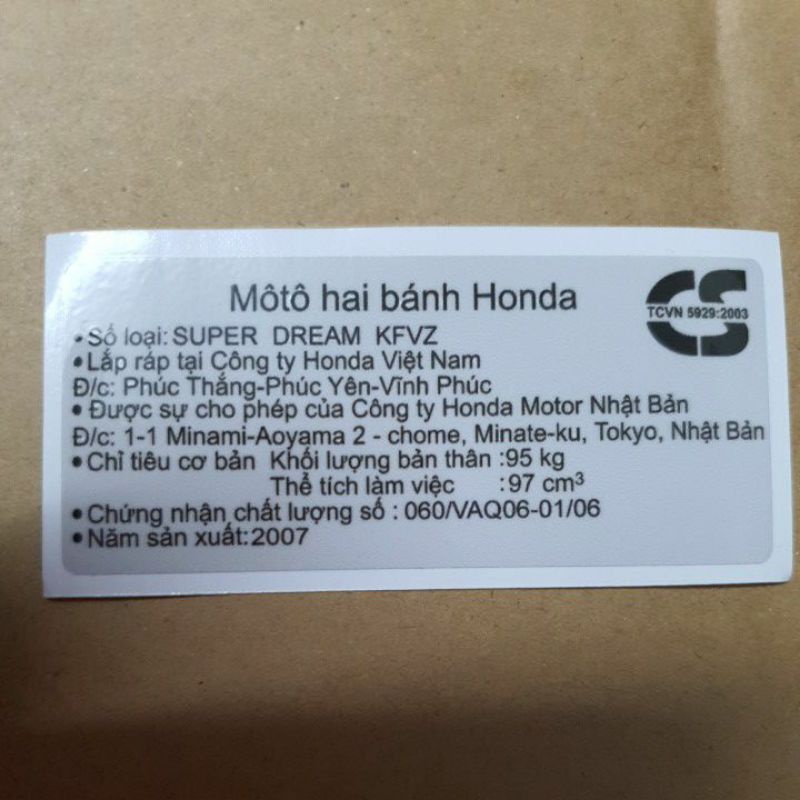 Môtô hai bánh Honda
CS
TCVN 5929:2003
•Số loại: SUPER DREAM KFVZ
•Lắp ráp tại Công ty Honda Việt Nam
Đ/c: Phúc Thắng-Phúc Yên-Vĩnh Phúc
• Được sự cho phép của Công ty Honda Motor Nhật Bản
Đ/c: 1-1 Minami-Aoyama 2 - chome, Minate-ku, Tokyo, Nhật Bản
•Chỉ tiêu cơ bản Khối lượng bản thân :95 kg
Thể tích làm việc :97 cm³
•Chứng nhận chất lượng số : 060/VAQ06-01/06
•Năm sản xuất:2007